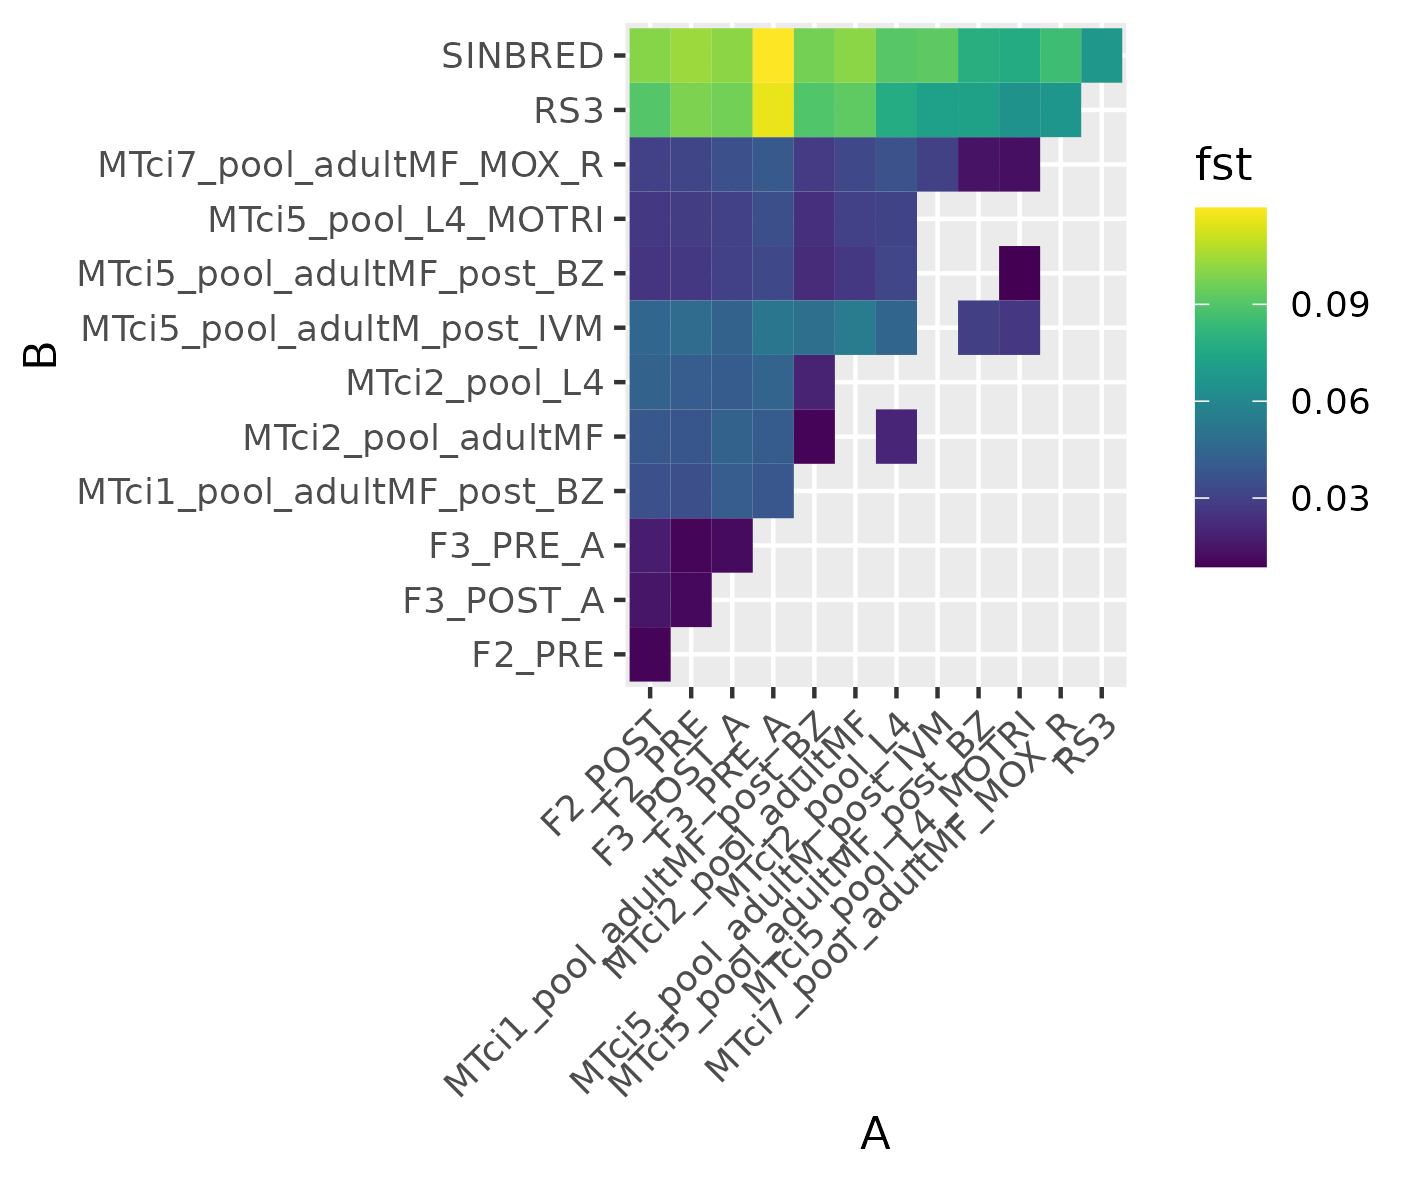 SINBRED
RS3
MTci7_pool_adultMF_MOX_R
MTci5_pool_L4_MOTRI
MTci5_pool_adultMF_post_BZ
MTci5_pool_adultM_post_IVM
MTci2_pool_L4
MTci2_pool_adultMF
MTci1_pool_adultMF_post_BZ
F3_PRE_A
F3_POST_A
F2_PRE
B
F2_POST
F2_PRE
F3_POST_A
F3_PRE_A
MTci1_pool_adultMF_post_BZ
MTci2_pool_adultMF
MTci2_pool_L4
MTci5_pool_adultM_post_IVM
MTci5_pool_adultMF_post_BZ
MTci5_pool_L4_MOTRI
MTci7_pool_adultMF_MOX_R
RS3
A
fst
0.09
0.06
0.03